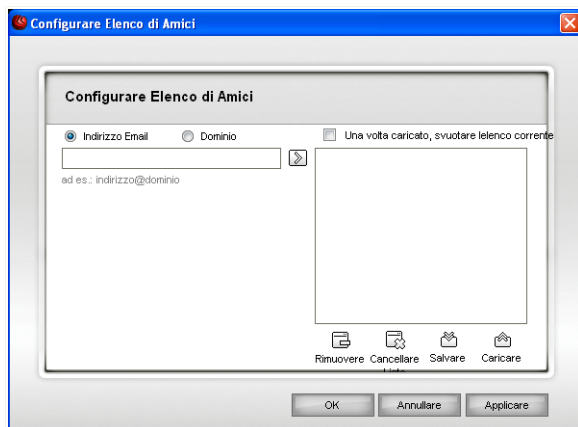 Configurare Elenco di Amici
Configurare Elenco di Amici
Indirizzo Email
Dominio
Una volta caricato, svuotare lelenco corrente
ad es.: indirizzo@dominio
Rimuovere
Cancellare
Salvare
Caricare
OK
Annullare
Applicare